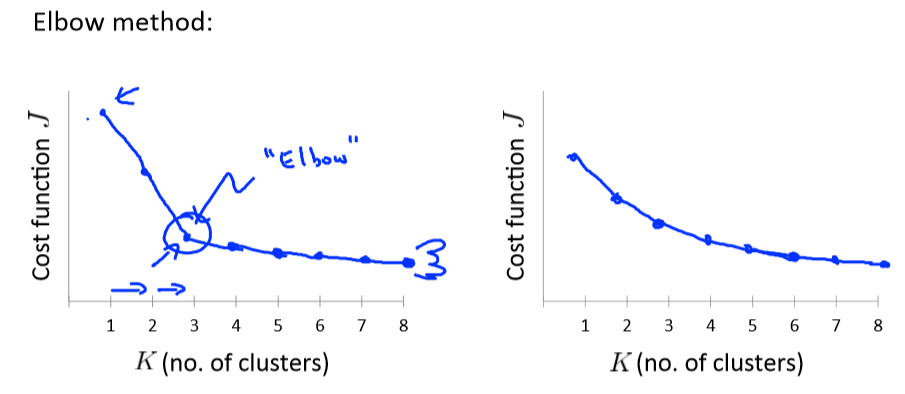 Elbow method:
Cost function J
"Elbow"
1 2 3 4 5 6 7 8
K (no. of clusters)
Cost function J
1 2 3 4 5 6 7 8
K (no. of clusters)